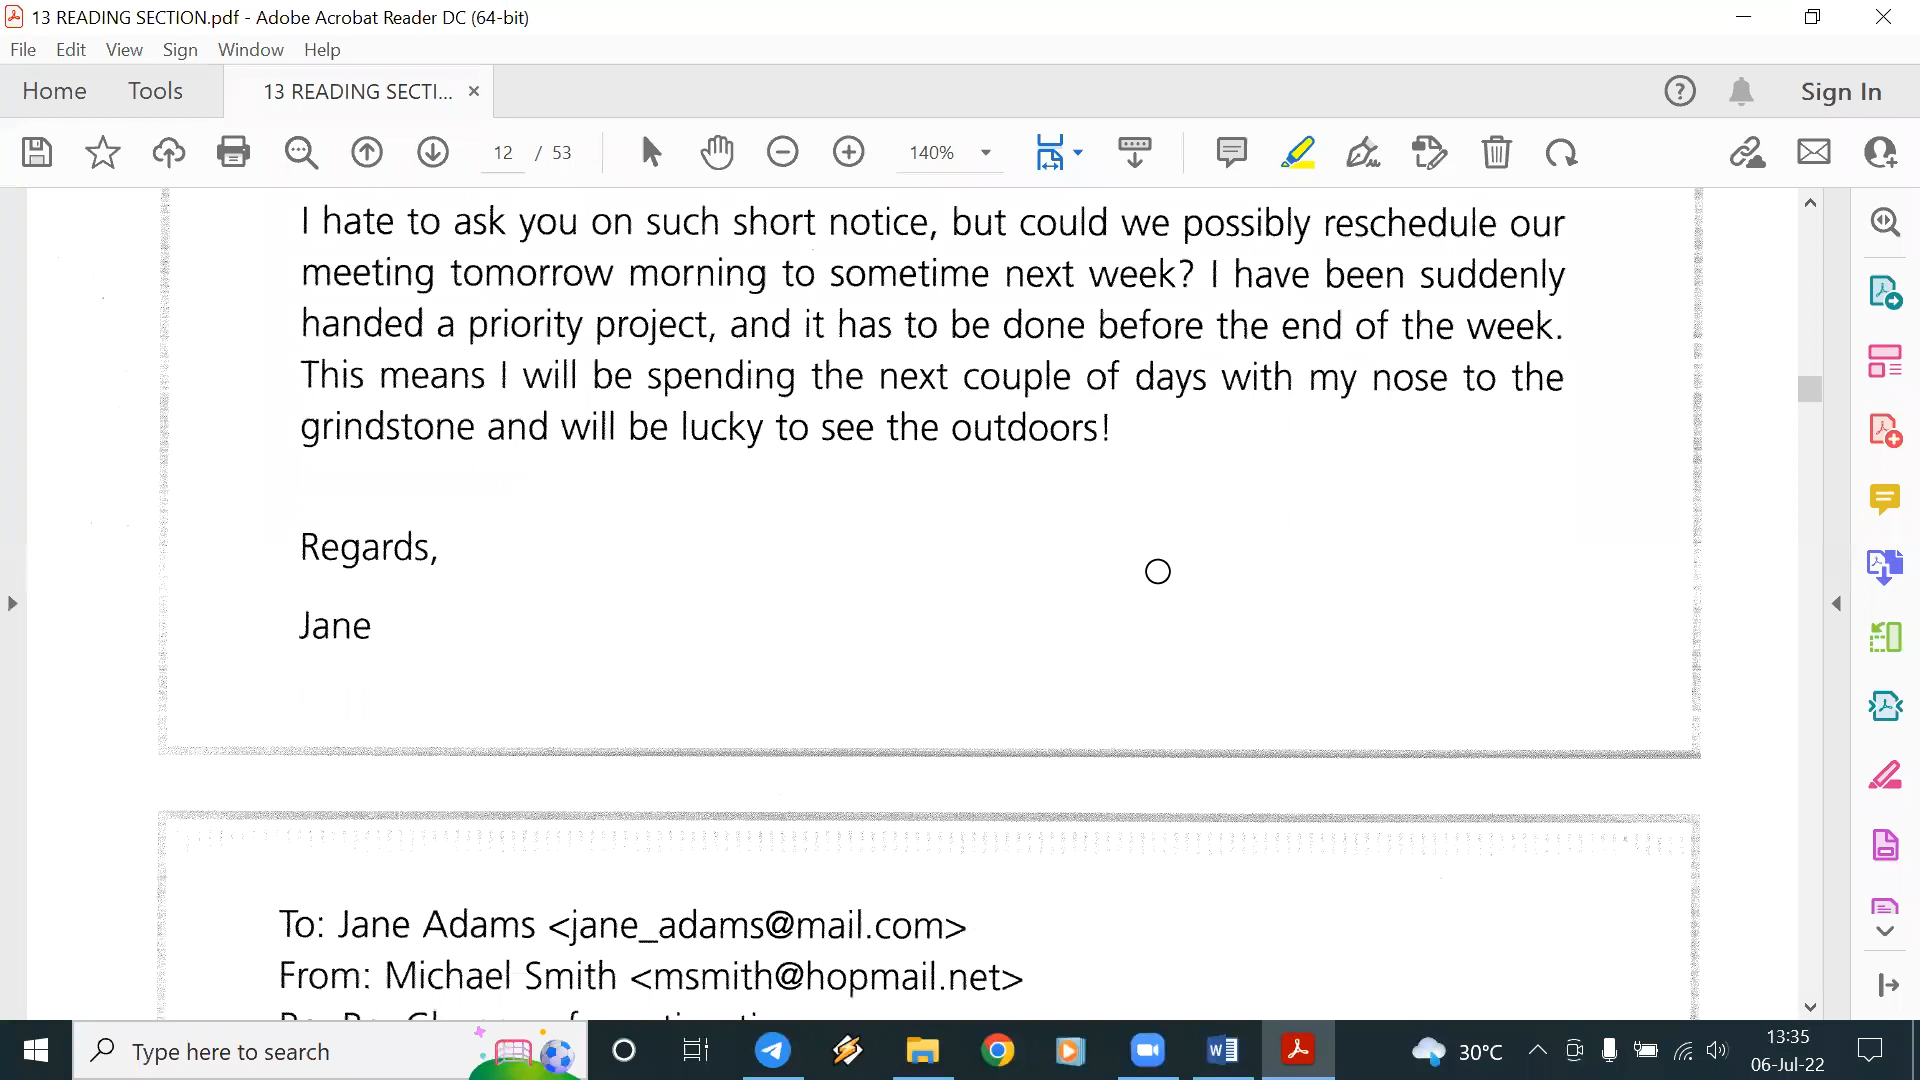 13 READING SECTION.pdf - Adobe Acrobat Reader DC (64-bit)
File Edit View Sign Window Help
Home Tools 13 READING SECTI... × Sign In
12 / 53 140%
I hate to ask you on such short notice, but could we possibly reschedule our
meeting tomorrow morning to sometime next week? I have been suddenly
handed a priority project, and it has to be done before the end of the week.
This means I will be spending the next couple of days with my nose to the
grindstone and will be lucky to see the outdoors!
Regards,
Jane
To: Jane Adams <jane_adams@mail.com>
From: Michael Smith <msmith@hopmail.net>
Type here to search
30°C
13:35
06-Jul-22